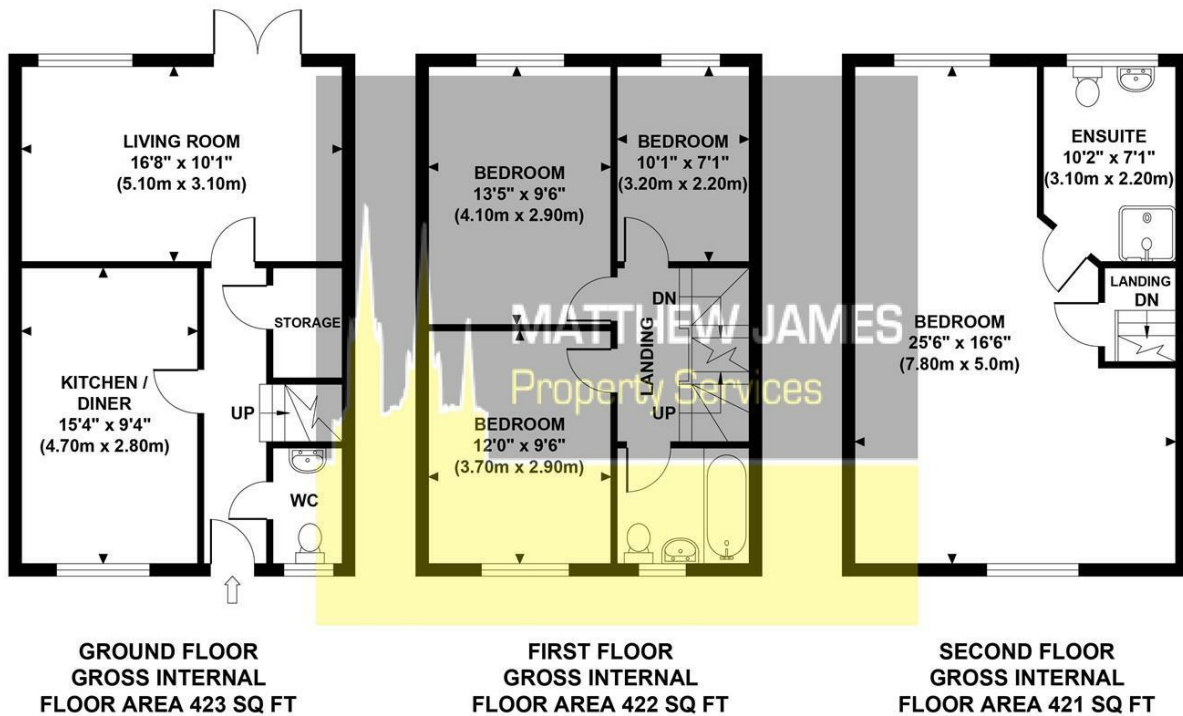 LIVING ROOM
16'8" x 10'1"
(5.10m x 3.10m)
KITCHEN /
DINER
15'4" x 9'4"
(4.70m x 2.80m)
STORAGE
UP
WC
GROUND FLOOR
GROSS INTERNAL
FLOOR AREA 423 SQ FT
BEDROOM
13'5" x 9'6"
(4.10m x 2.90m)
BEDROOM
10'1" x 7'1"
(3.20m x 2.20m)
DN
LANDING
UP
BEDROOM
12'0" x 9'6"
(3.70m x 2.90m)
MATTHEW JAMES
Property Services
FIRST FLOOR
GROSS INTERNAL
FLOOR AREA 422 SQ FT
ENSUITE
10'2" x 7'1"
(3.10m x 2.20m)
LANDING
DN
BEDROOM
25'6" x 16'6"
(7.80m x 5.0m)
SECOND FLOOR
GROSS INTERNAL
FLOOR AREA 421 SQ FT